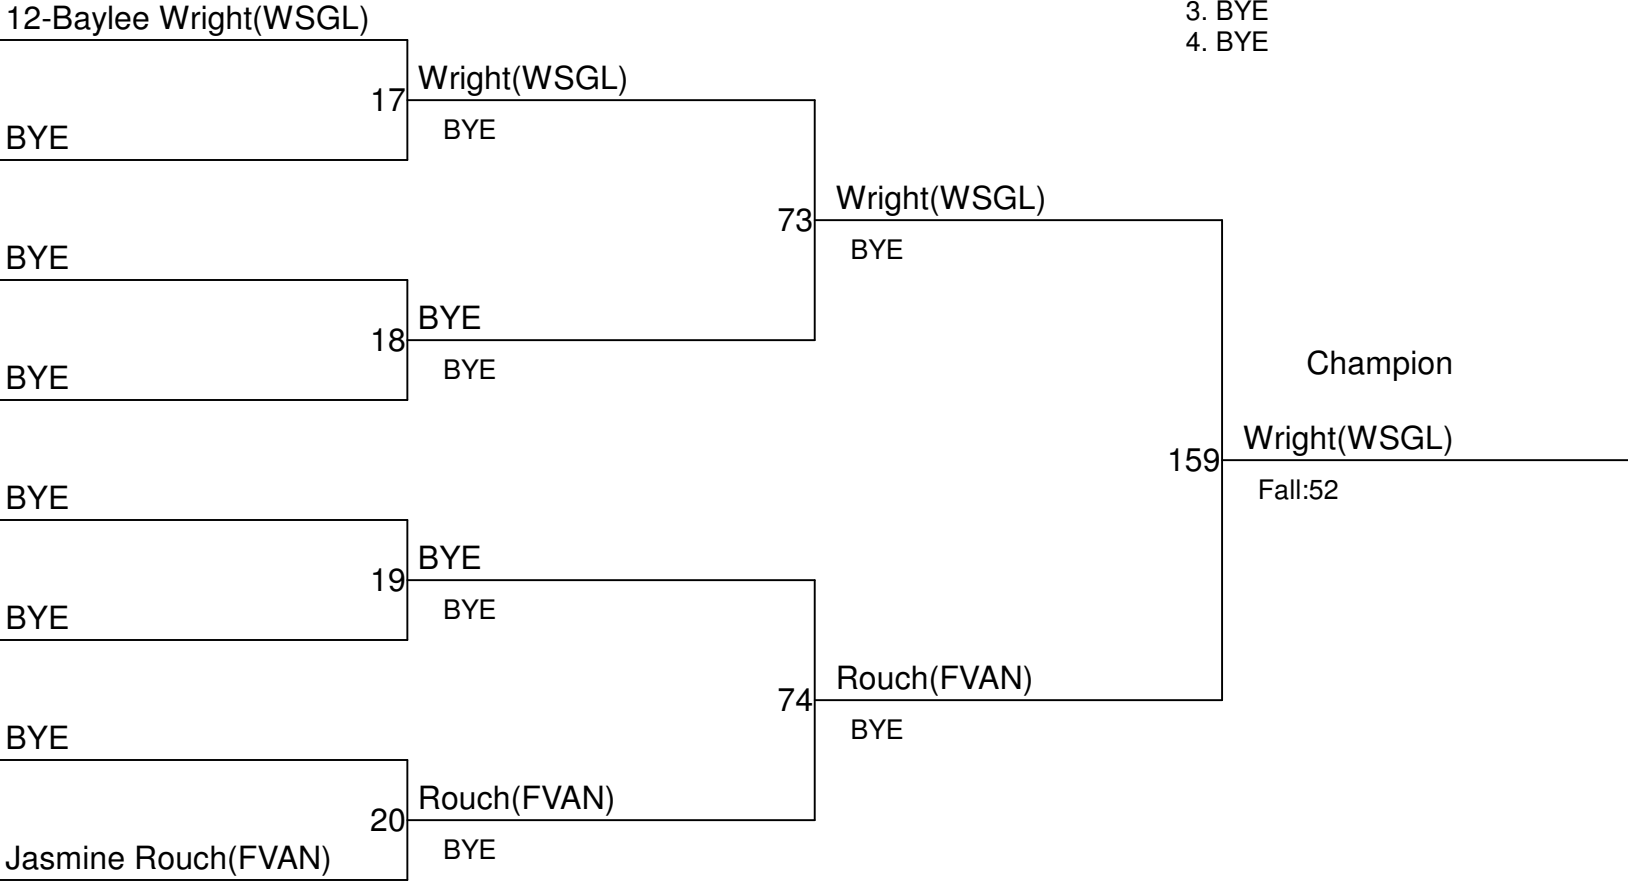 12-Baylee Wright(WSGL)
3. BYE
4. BYE
Wright(WSGL)
17
BYE
BYE
Wright(WSGL)
73
BYE
BYE
BYE
18
BYE
BYE
Champion
Wright(WSGL)
159
Fall:52
BYE
BYE
19
BYE
BYE
Rouch(FVAN)
74
BYE
BYE
Rouch(FVAN)
20
BYE
Jasmine Rouch(FVAN)